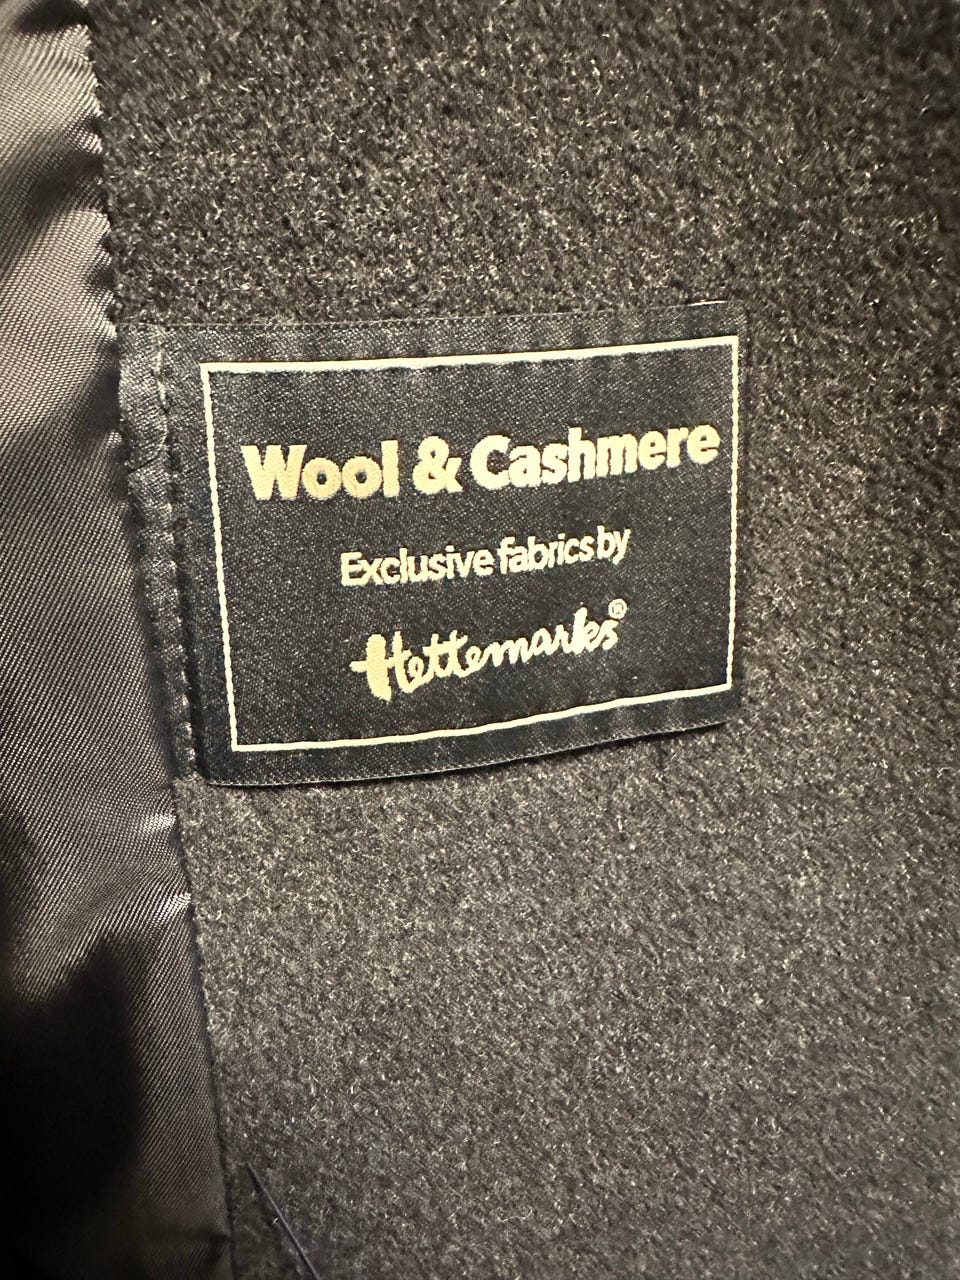 Wool & Cashmere
Exclusive fabrics by
Hettemarks®